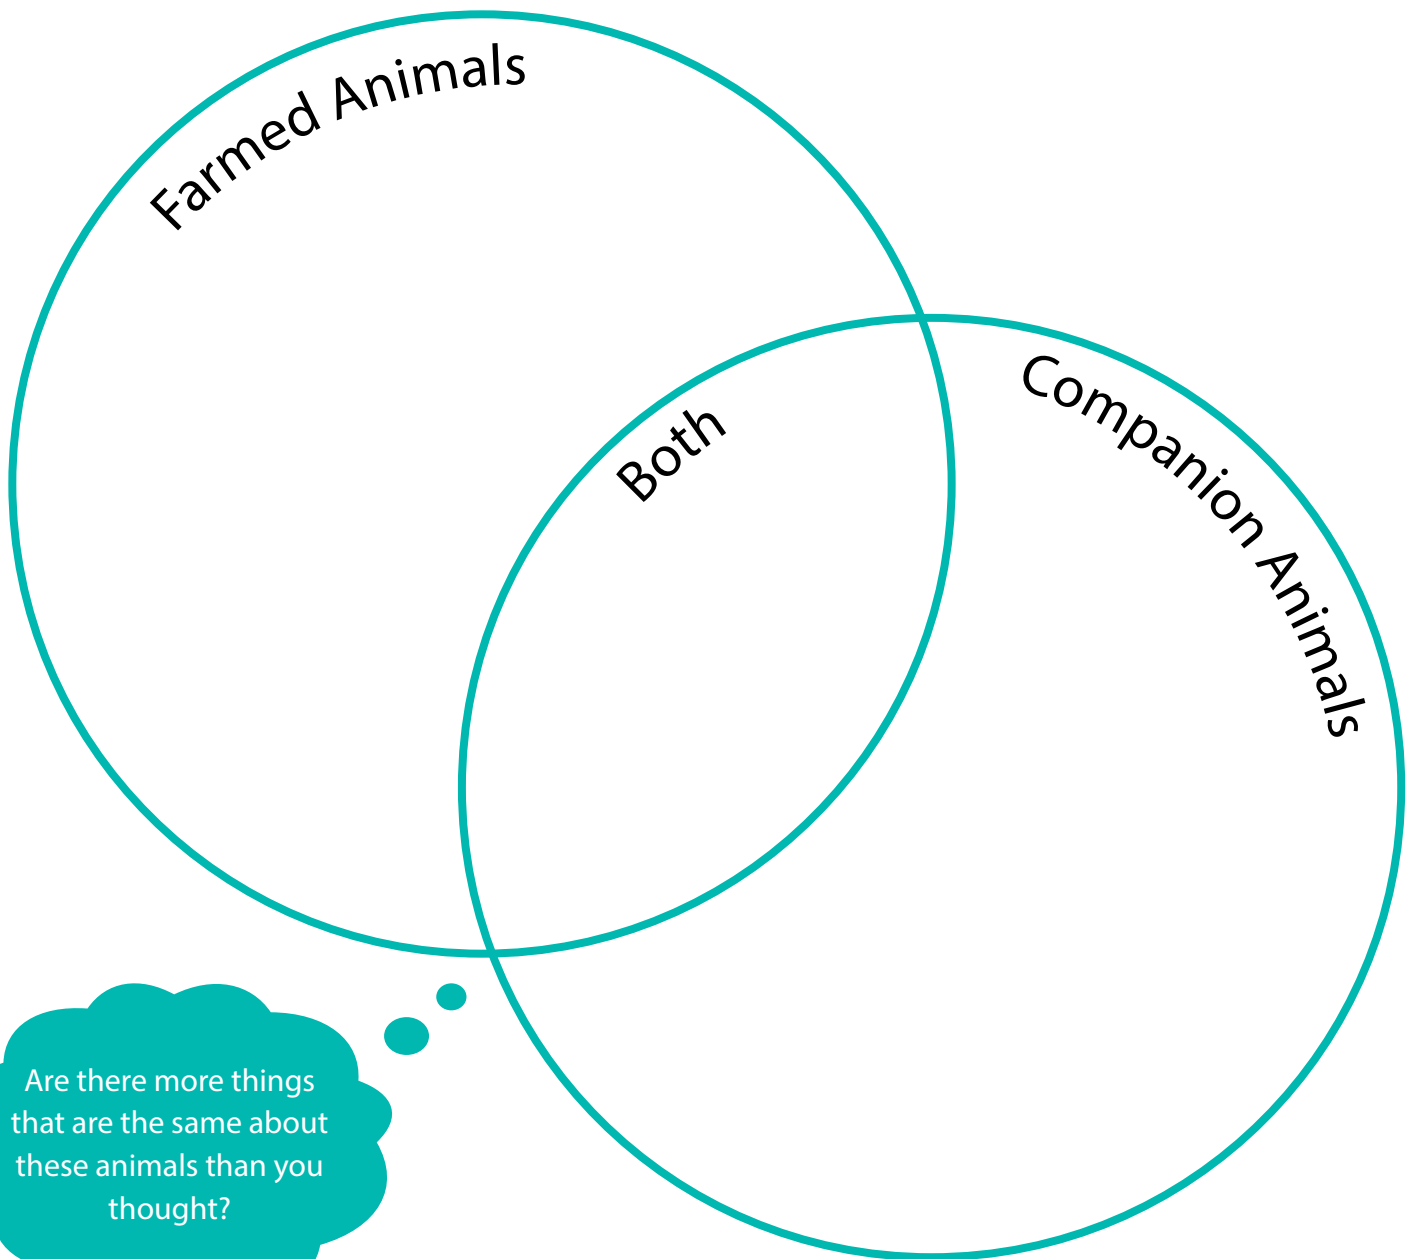 Farmed Animals
Both
Companion Animals
Are there more things
that are the same about
these animals than you
thought?